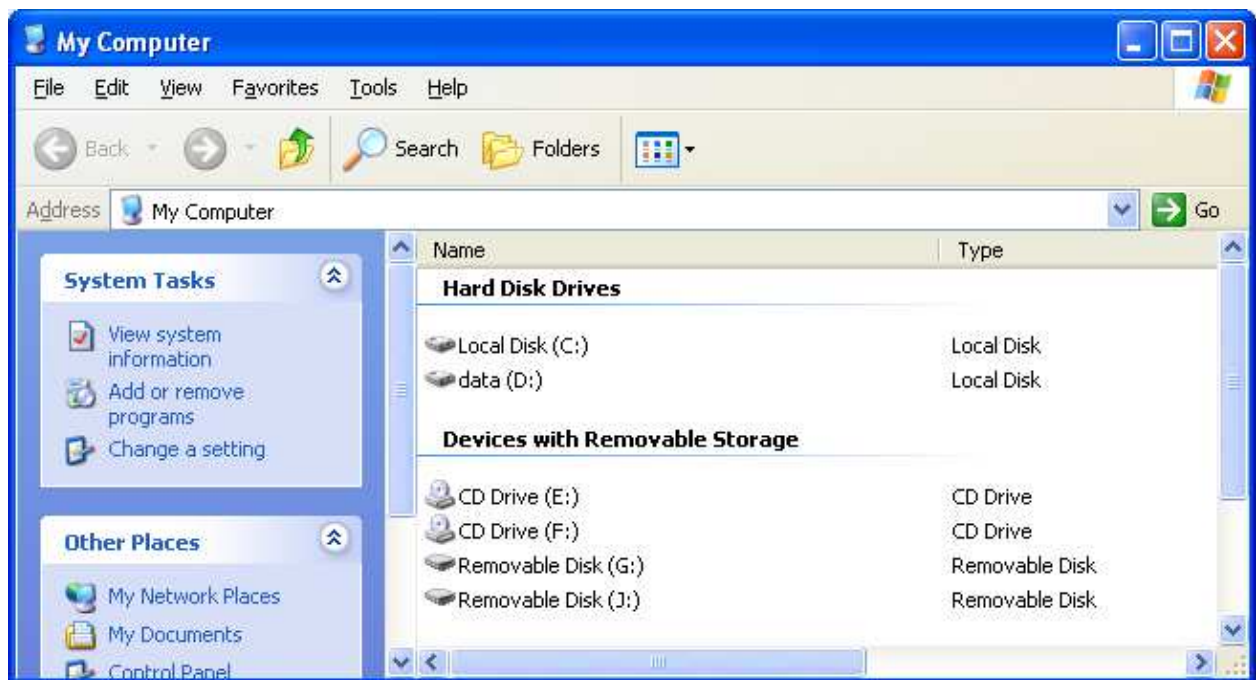 My Computer
File Edit View Favorites Tools Help
Back Search Folders
Address My Computer Go
Name Type
System Tasks
View system
information
Add or remove
programs
Change a setting
Other Places
My Network Places
My Documents
Control Panel
Hard Disk Drives
Local Disk (C:) Local Disk
data (D:) Local Disk
Devices with Removable Storage
CD Drive (E:) CD Drive
CD Drive (F:) CD Drive
Removable Disk (G:) Removable Disk
Removable Disk (J:) Removable Disk